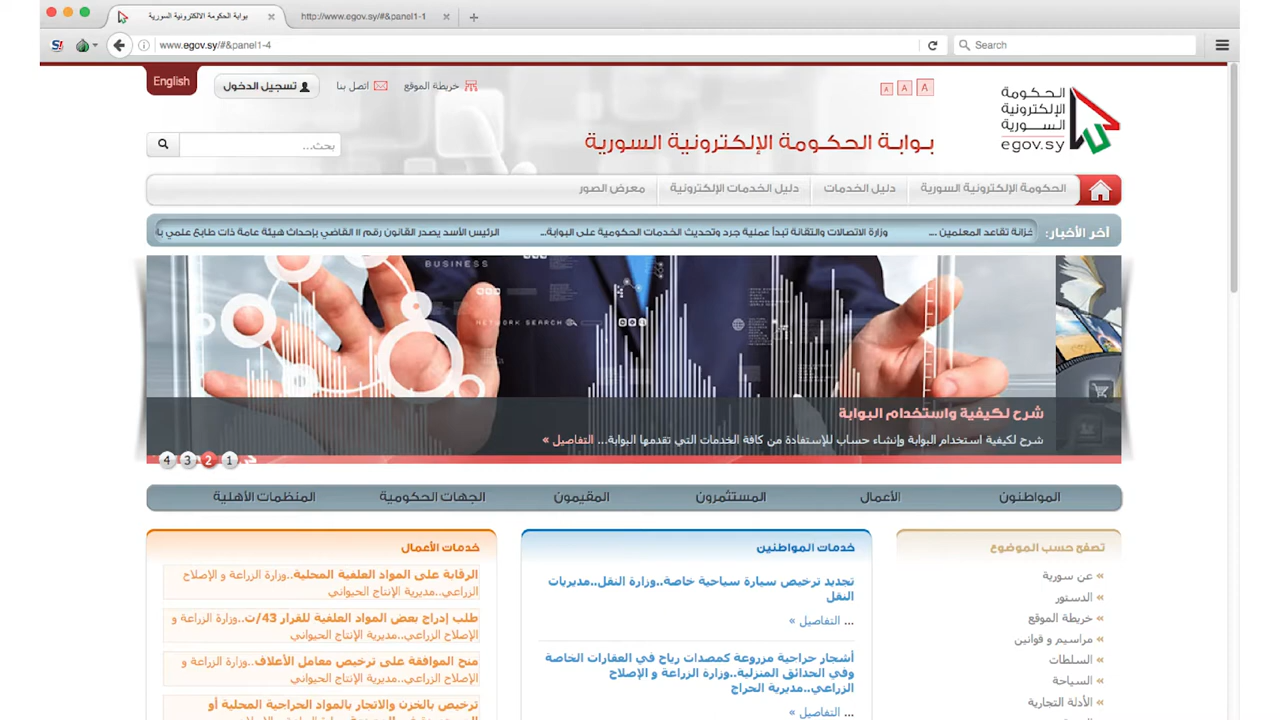 بوابة الحكومة الالكترونية السورية
http://www.egov.sy/#&panel1-1
www.egov.sy/#&panel1-4
Search
English
تسجيل الدخول
اتصل بنا
خريطة الموقع
A A A
الحكومة
الإلكترونية
السورية
egov.sy
بوابة الحكومة الإلكترونية السورية
بحث...
الحكومة الإلكترونية السورية
دليل الخدمات
دليل الخدمات الإلكترونية
معرض الصور
آخر الأخبار:
خزانة تقاعد المعلمين ...
وزارة الاتصالات والتقانة تبدأ عملية جرد وتحديث الخدمات الحكومية على البوابة...
الرئيس الأسد يصدر القانون رقم 11 القاضي بإحداث هيئة عامة ذات طابع علمي
BUSINESS
NETWORK SEARCH
شرح لكيفية واستخدام البوابة
شرح لكيفية استخدام البوابة وإنشاء حساب للإستفادة من كافة الخدمات التي تقدمها البوابة... التفاصيل »
1 2 3 4
المواطنون
الأعمال
المستثمرون
المقيمون
الجهات الحكومية
المنظمات الأهلية
تصفح حسب الموضوع
« عن سورية
« الدستور
« خريطة الموقع
« مراسيم و قوانين
« السلطات
« السياحة
« الأدلة التجارية
خدمات المواطنين
تجديد ترخيص سيارة سياحية خاصة..وزارة النقل..مديريات
النقل
... التفاصيل »
أشجار حراجية مزروعة كمصدات رياح في العقارات الخاصة
وفي الحدائق المنزلية..وزارة الزراعة و الإصلاح
الزراعي..مديرية الحراج
... التفاصيل »
خدمات الأعمال
الرقابة على المواد العلفية المحلية..وزارة الزراعة و الإصلاح
الزراعي..مديرية الإنتاج الحيواني
طلب إدراج بعض المواد العلفية للقرار 43/ت..وزارة الزراعة و
الإصلاح الزراعي..مديرية الإنتاج الحيواني
منح الموافقة على ترخيص معامل الأعلاف..وزارة الزراعة و
الإصلاح الزراعي..مديرية الإنتاج الحيواني
ترخيص بالخزن والاتجار بالمواد الحراجية المحلية أو